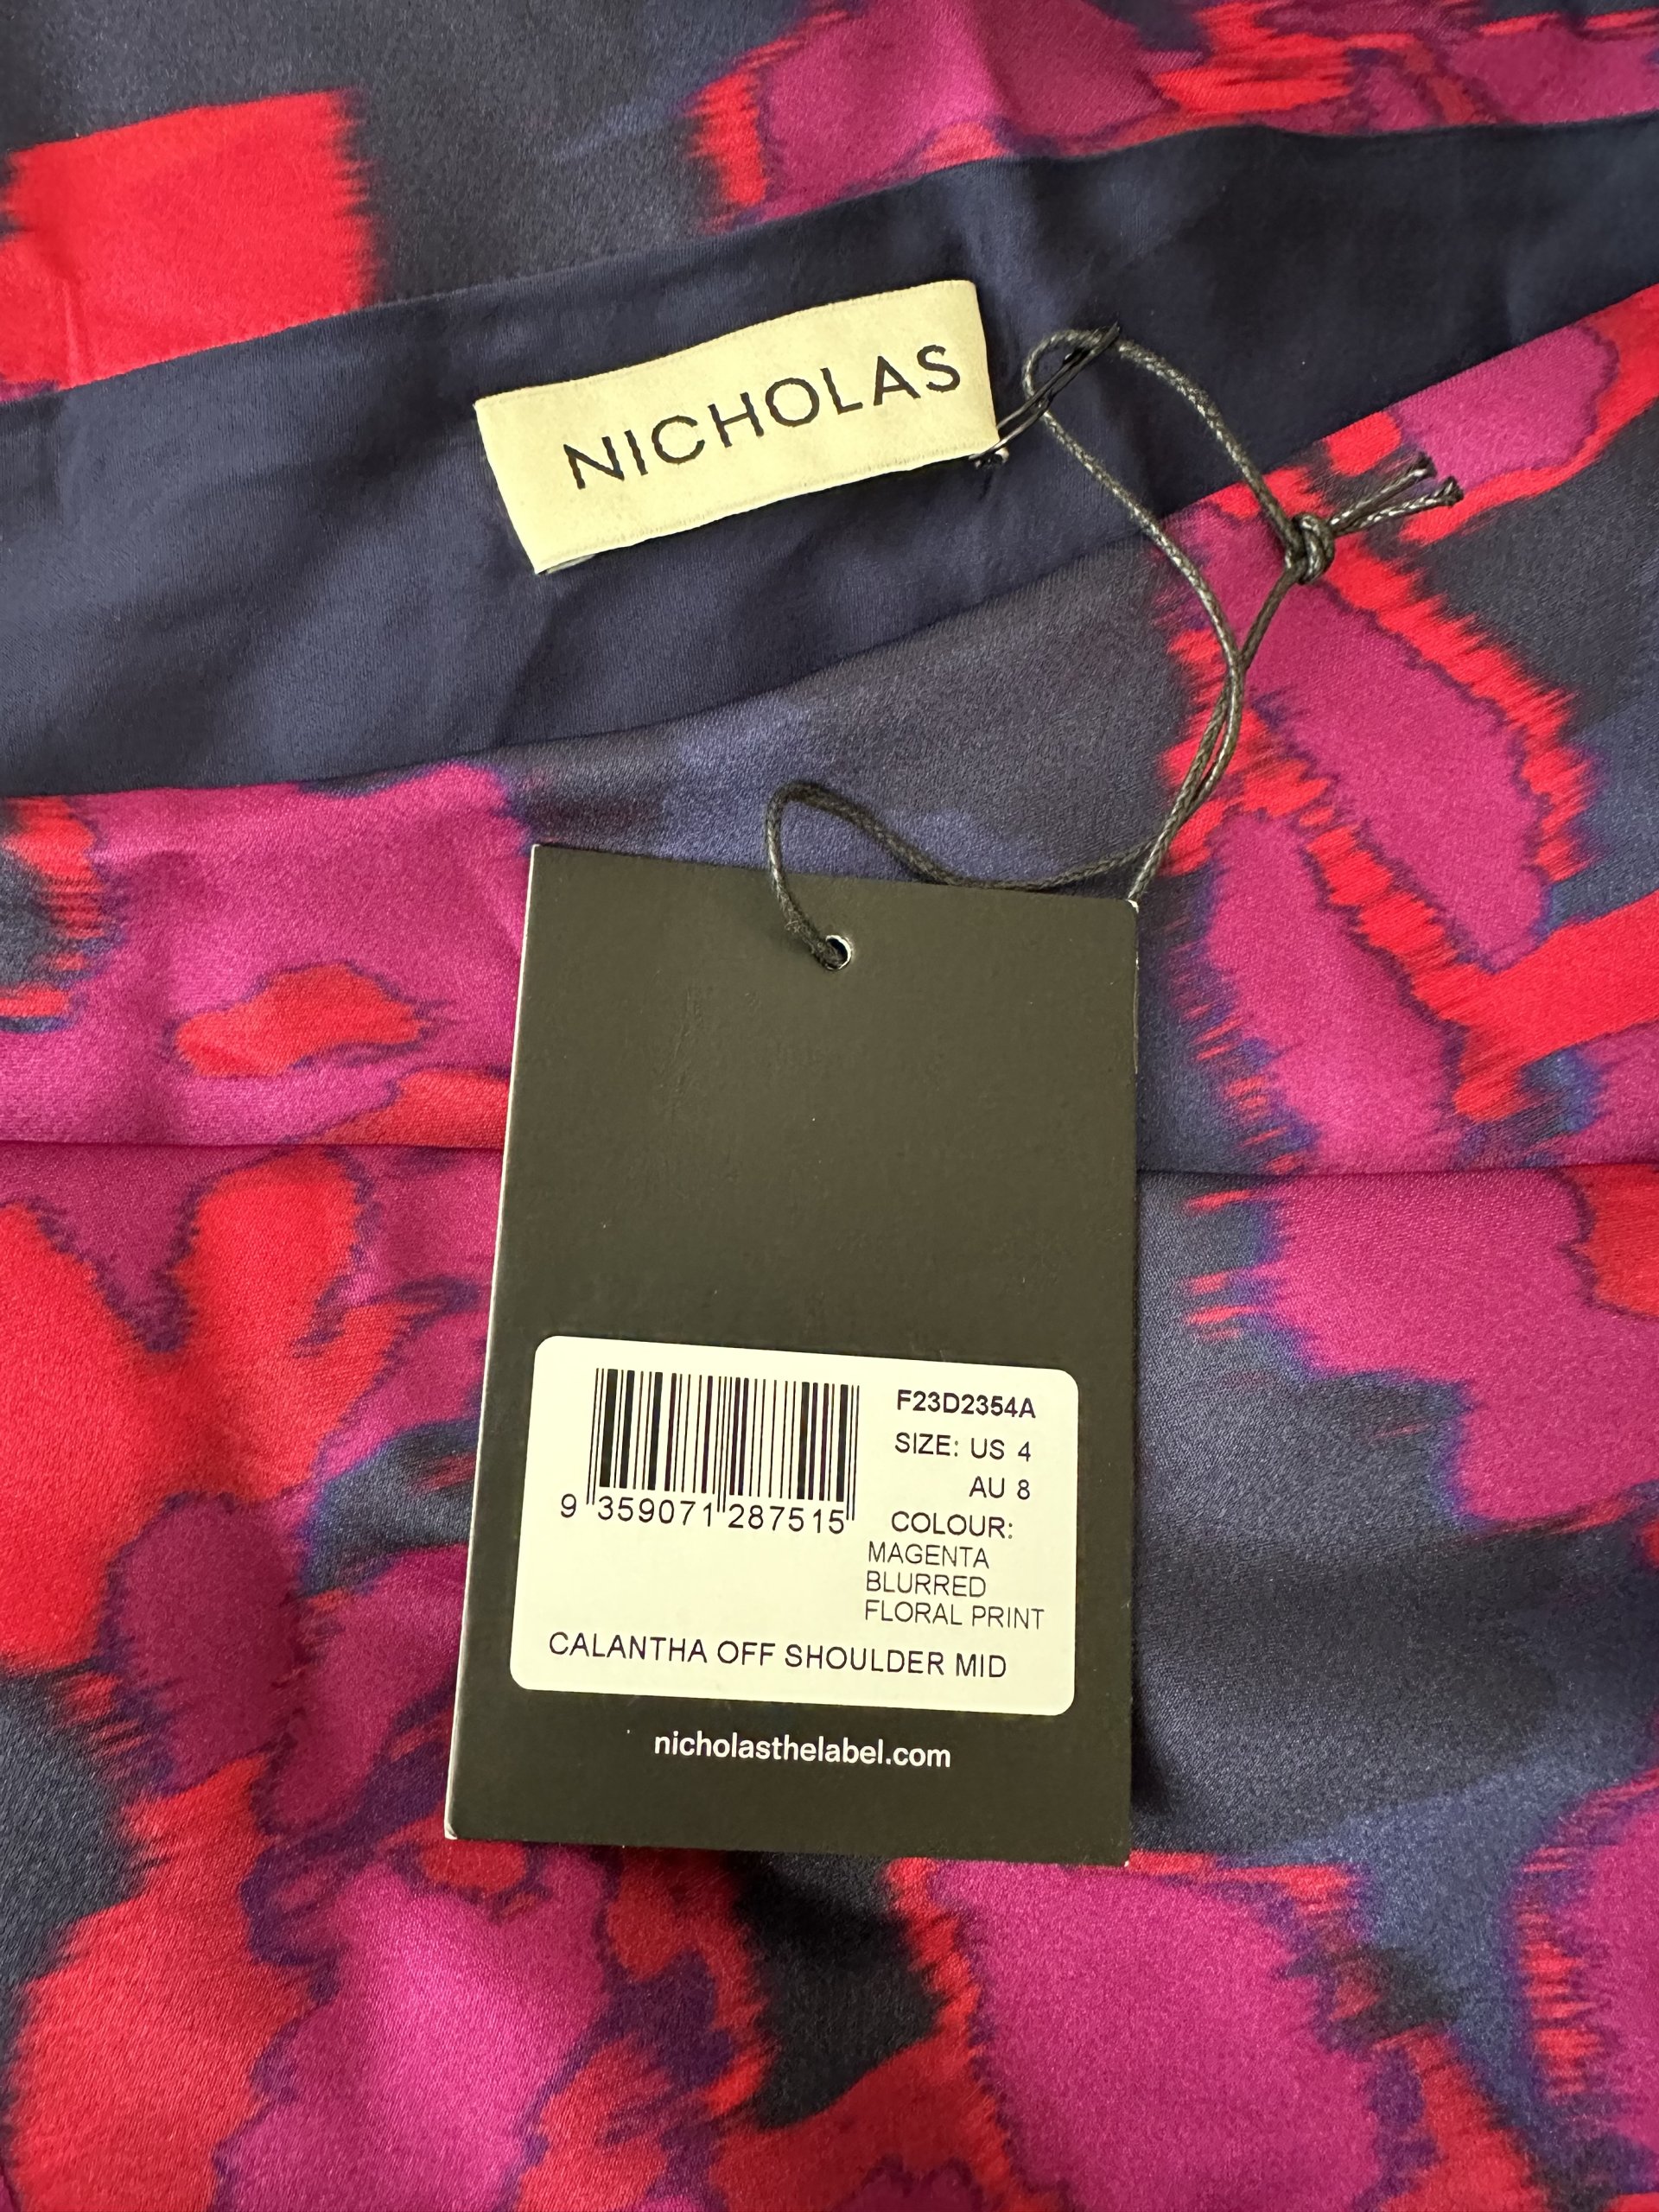 NICHOLAS
F23D2354A
SIZE: US 4
AU 8
9 359071 287515
COLOUR:
MAGENTA
BLURRED
FLORAL PRINT
CALANTHA OFF SHOULDER MID
nicholasthelabel.com